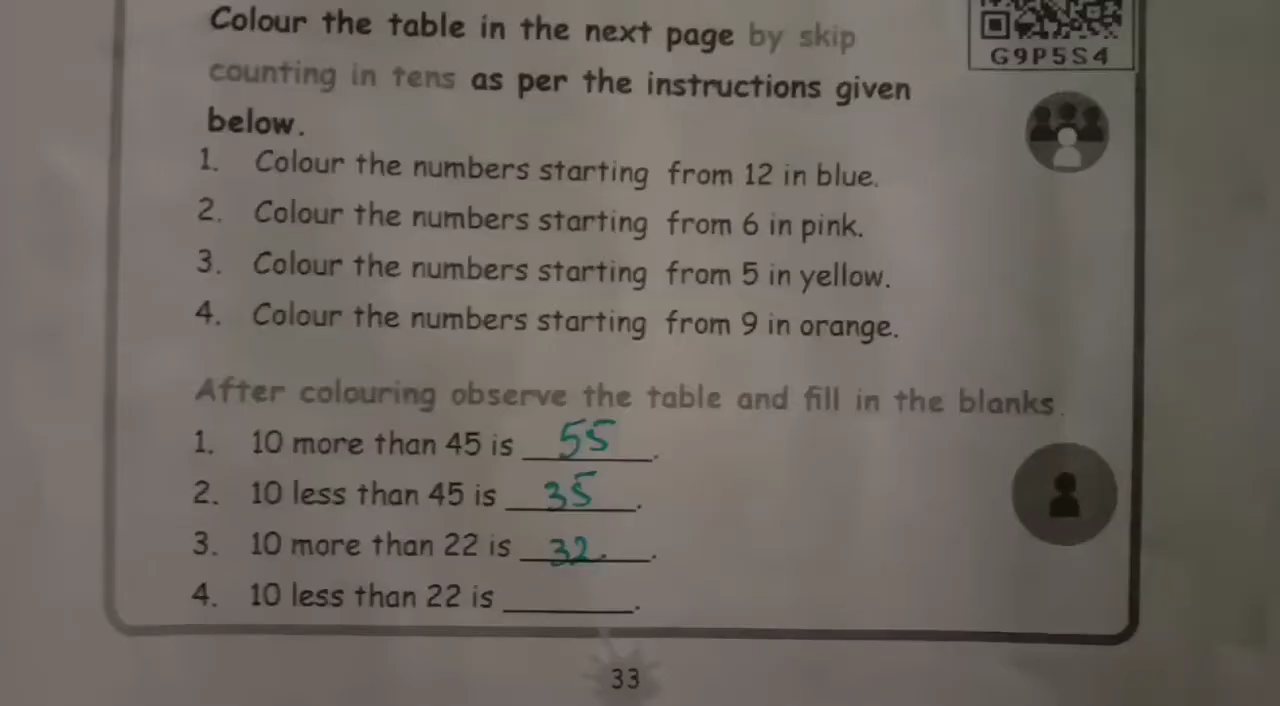 Colour the table in the next page by skip
G9P5S4
counting in tens as per the instructions given
below.
1. Colour the numbers starting from 12 in blue.
2. Colour the numbers starting from 6 in pink.
3. Colour the numbers starting from 5 in yellow.
4. Colour the numbers starting from 9 in orange.
After colouring observe the table and fill in the blanks.
1. 10 more than 45 is 55.
2. 10 less than 45 is 35.
3. 10 more than 22 is 32.
4. 10 less than 22 is ______.
33